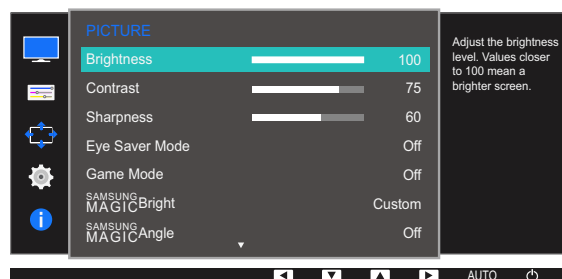 PICTURE
Brightness 100
Contrast 75
Sharpness 60
Eye Saver Mode Off
Game Mode Off
SAMSUNG MAGIC Bright Custom
SAMSUNG MAGIC Angle Off
Adjust the brightness
level. Values closer
to 100 mean a
brighter screen.
AUTO